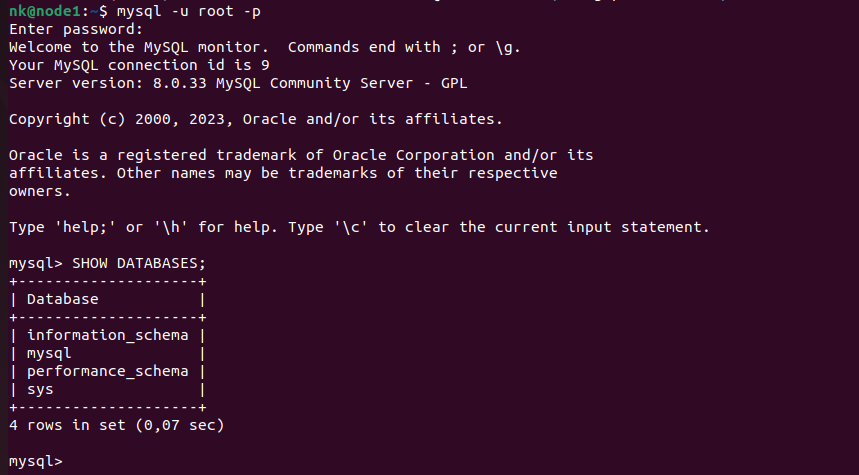 nk@node1:~$ mysql -u root -p
Enter password:
Welcome to the MySQL monitor.  Commands end with ; or \g.
Your MySQL connection id is 9
Server version: 8.0.33 MySQL Community Server - GPL

Copyright (c) 2000, 2023, Oracle and/or its affiliates.

Oracle is a registered trademark of Oracle Corporation and/or its
affiliates. Other names may be trademarks of their respective
owners.

Type 'help;' or '\h' for help. Type '\c' to clear the current input statement.

mysql> SHOW DATABASES;
+--------------------+
| Database           |
+--------------------+
| information_schema |
| mysql              |
| performance_schema |
| sys                |
+--------------------+
4 rows in set (0,07 sec)

mysql>